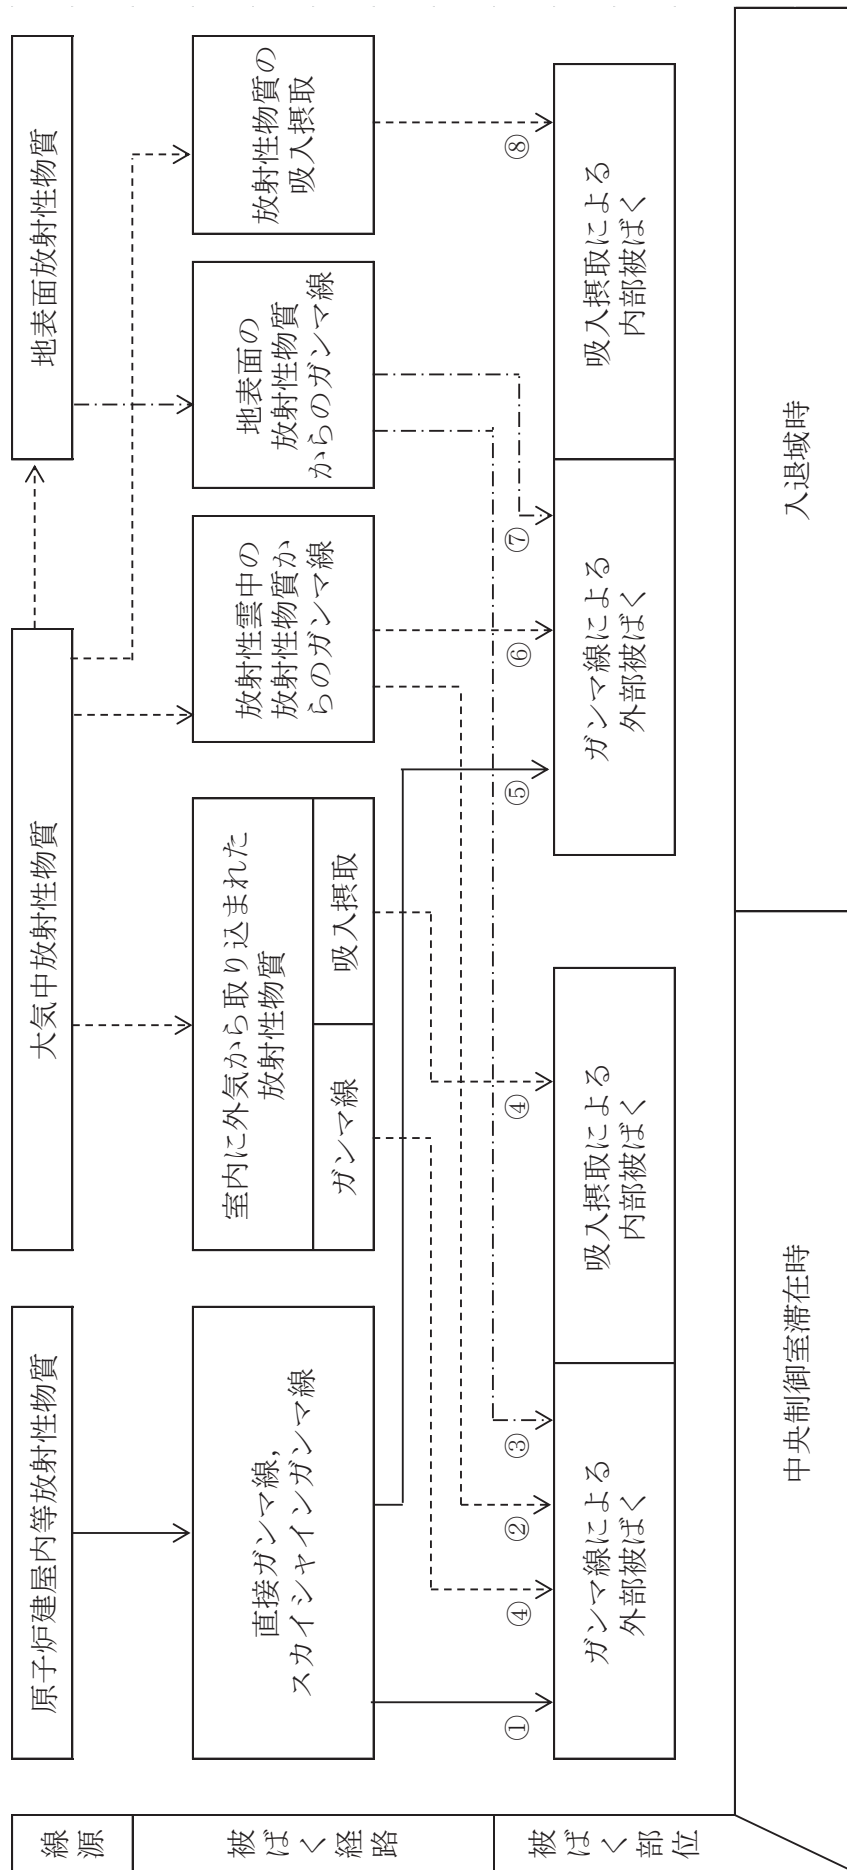 線
源
原子炉建屋内等放射性物質
大気中放射性物質
地表面放射性物質
被
ば
く
経
路
直接ガンマ線,
スカイシャインガンマ線
室内に外気から取り込まれた
放射性物質
ガンマ線
吸入摂取
放射性雲中の
放射性物質か
らのガンマ線
地表面の
放射性物質
からのガンマ線
放射性物質の
吸入摂取
①
④
②
③
④
⑤
⑥
⑦
⑧
被
ば
く
部
位
ガンマ線による
外部被ばく
吸入摂取による
内部被ばく
ガンマ線による
外部被ばく
吸入摂取による
内部被ばく
中央制御室滞在時
入退域時